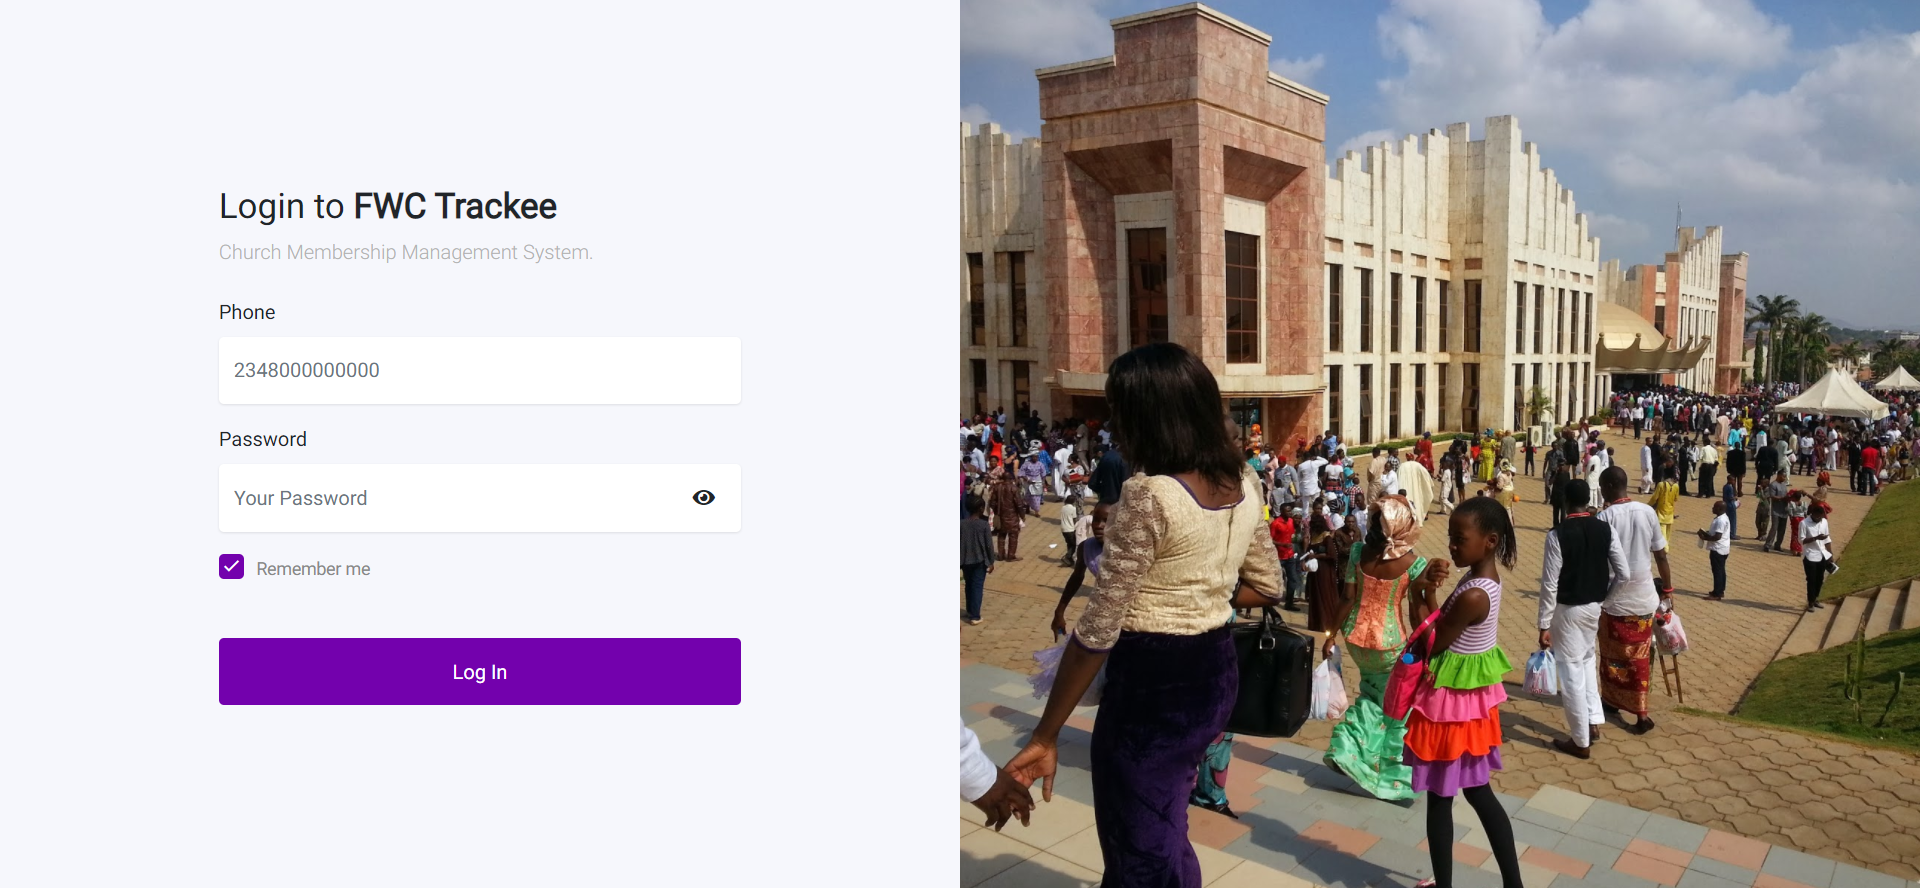 Login to FWC Trackee
Church Membership Management System.
Phone
2348000000000
Password
Your Password
Remember me
Log In